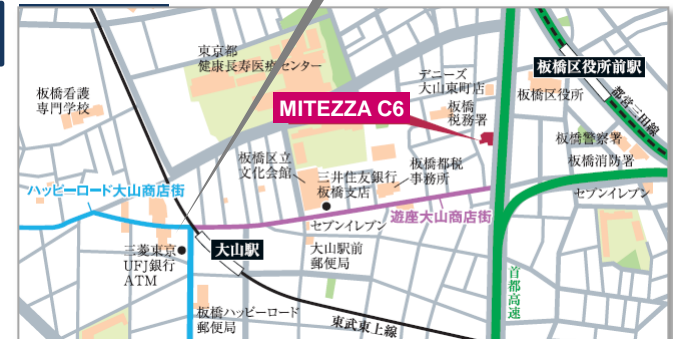 東京都
健康長寿医療センター
デニーズ
大山東町店
板橋区役所前駅
板橋看護
専門学校
MITEZZA C6
板橋
税務署
板橋区役所
都営三田線
板橋警察署
板橋区立
文化会館
三井住友銀行
板橋支店
板橋都税
事務所
板橋消防署
ハッピーロード大山商店街
セブンイレブン
遊座大山商店街
セブンイレブン
三菱東京
UFJ銀行
ATM
大山駅
大山駅前
郵便局
首都高速
板橋ハッピーロード
郵便局
東武東上線